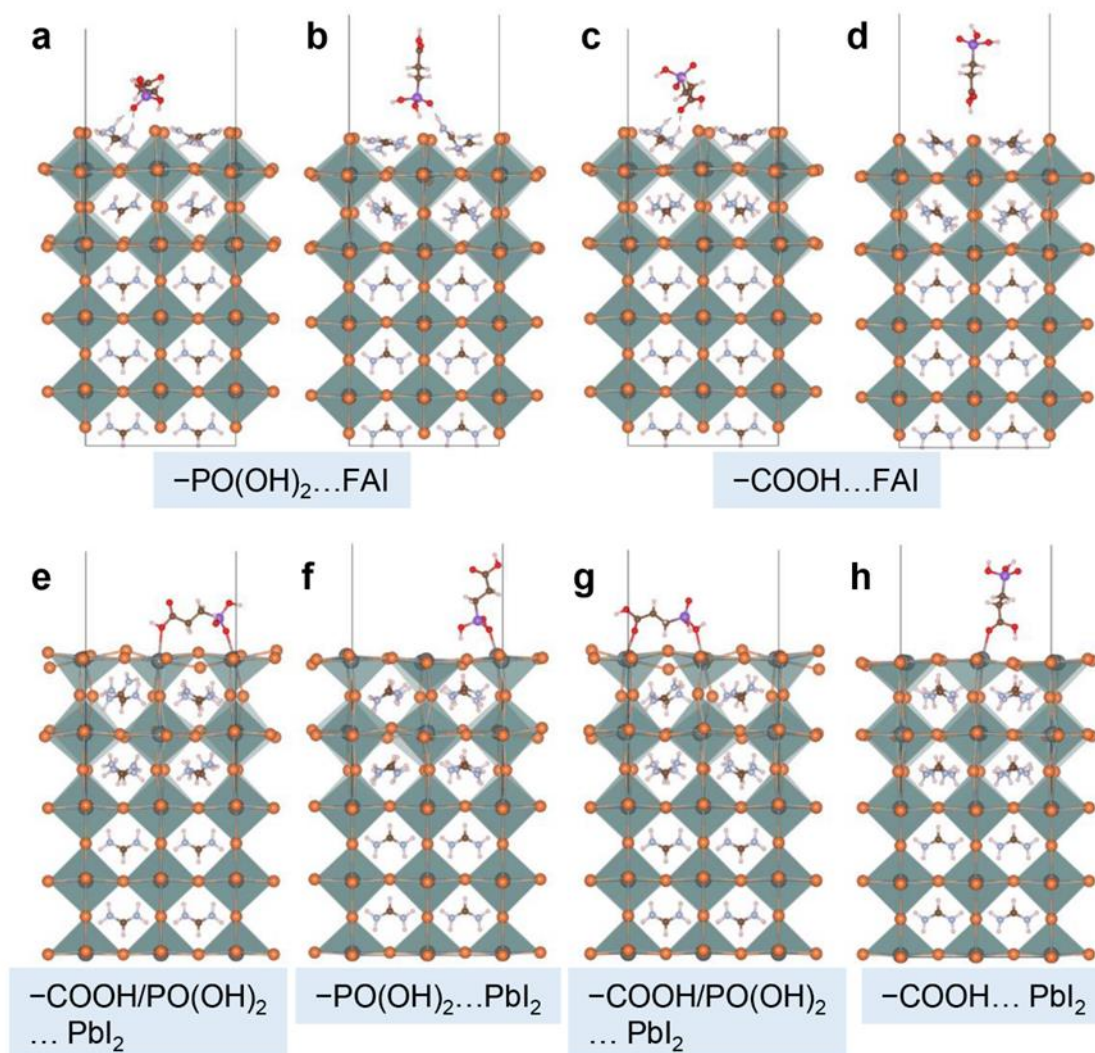 a
b
c
d
−PO(OH)₂…FAI
−COOH…FAI
e
f
g
h
−COOH/PO(OH)₂
… PbI₂
−PO(OH)₂…PbI₂
−COOH/PO(OH)₂
… PbI₂
−COOH… PbI₂